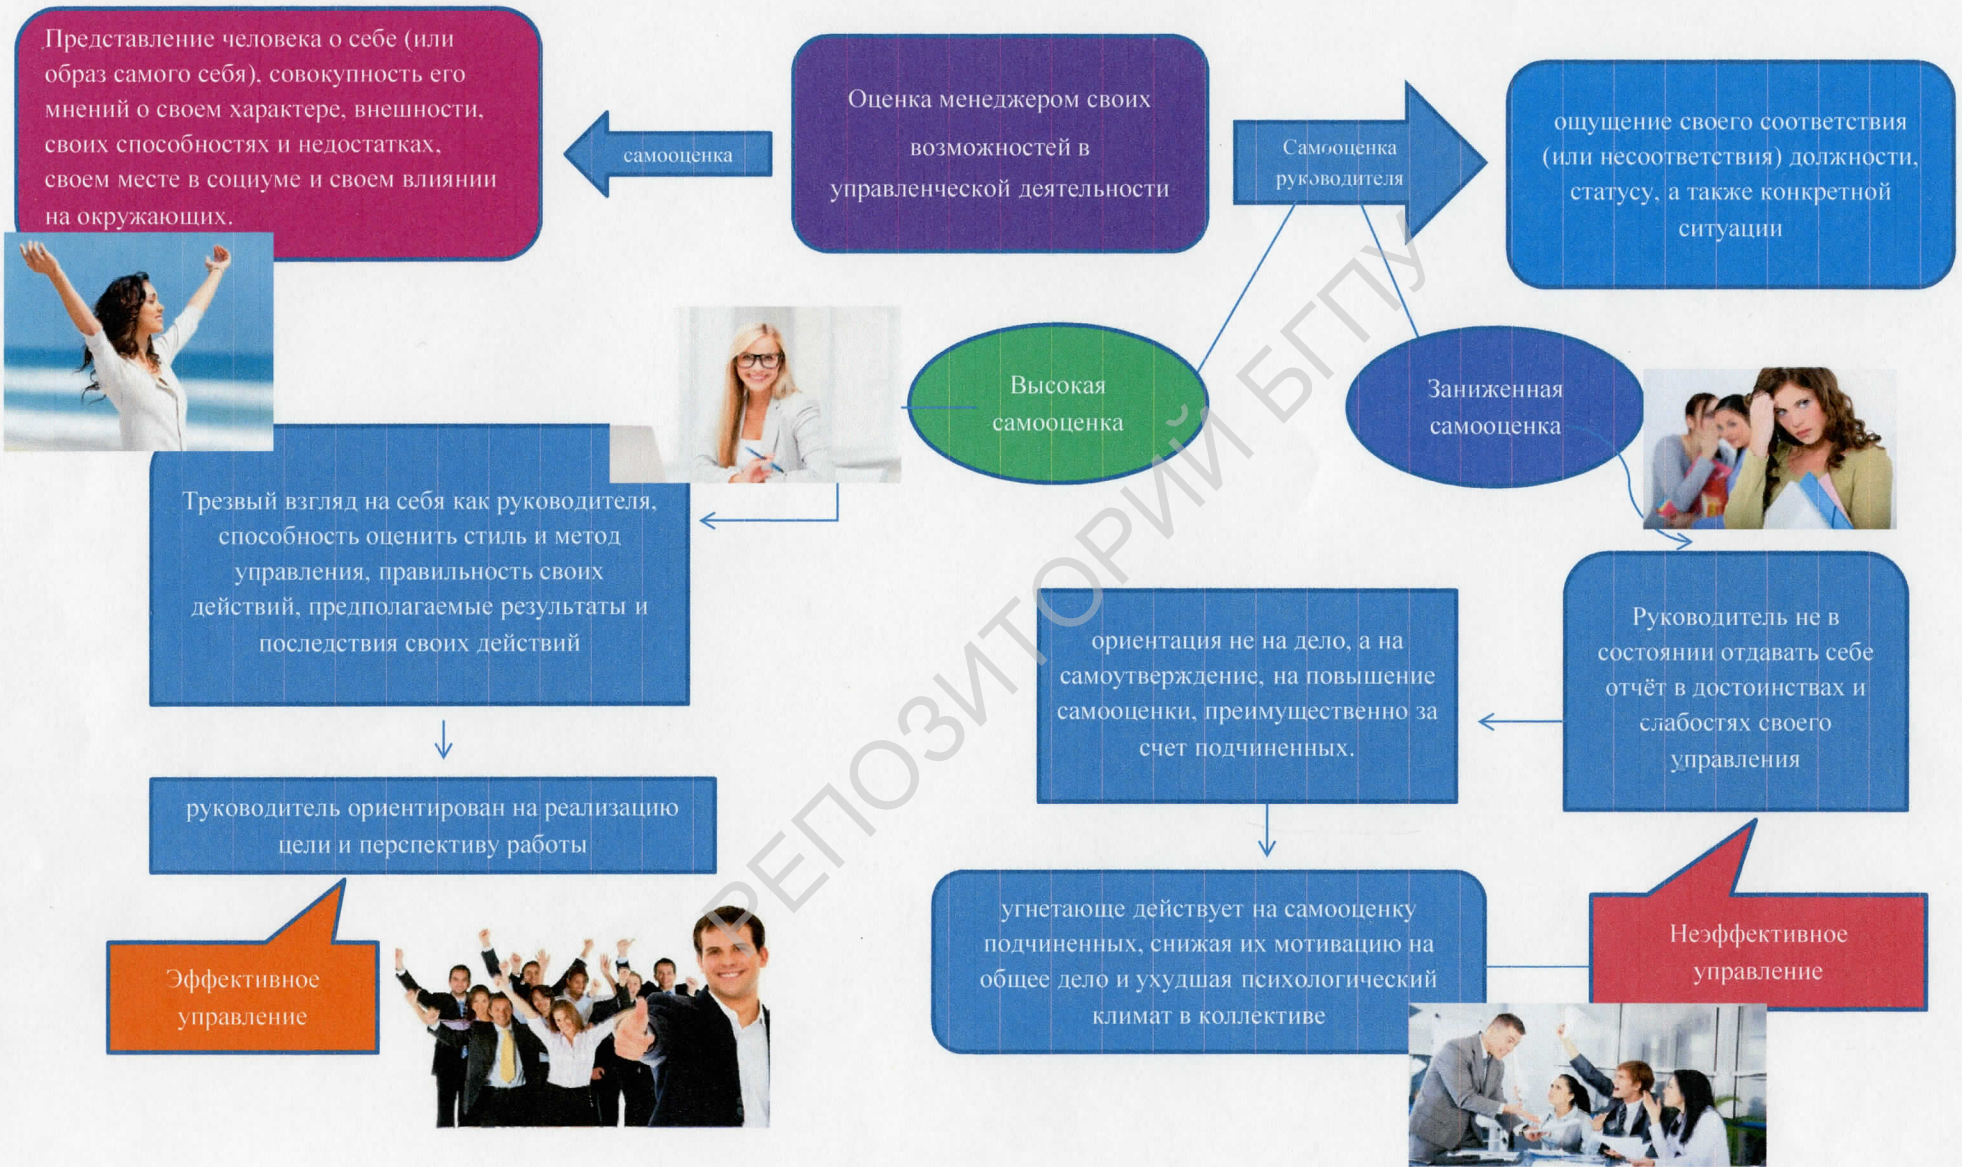 Представление человека о себе (или
образ самого себя), совокупность его
мнений о своем характере, внешности,
своих способностях и недостатках,
своем месте в социуме и своем влиянии
на окружающих.
самооценка
Оценка менеджером своих
возможностей в
управленческой деятельности
Самооценка
руководителя
ощущение своего соответствия
(или несоответствия) должности,
статусу, а также конкретной
ситуации
Высокая
самооценка
Заниженная
самооценка
Трезвый взгляд на себя как руководителя,
способность оценить стиль и метод
управления, правильность своих
действий, предполагаемые результаты и
последствия своих действий
руководитель ориентирован на реализацию
цели и перспективу работы
Эффективное
управление
Руководитель не в
состоянии отдавать себе
отчёт в достоинствах и
слабостях своего
управления
ориентация не на дело, а на
самоутверждение, на повышение
самооценки, преимущественно за
счет подчиненных.
угнетающе действует на самооценку
подчиненных, снижая их мотивацию на
общее дело и ухудшая психологический
климат в коллективе
Неэффективное
управление
РЕПОЗИТОРИЙ БГПУ